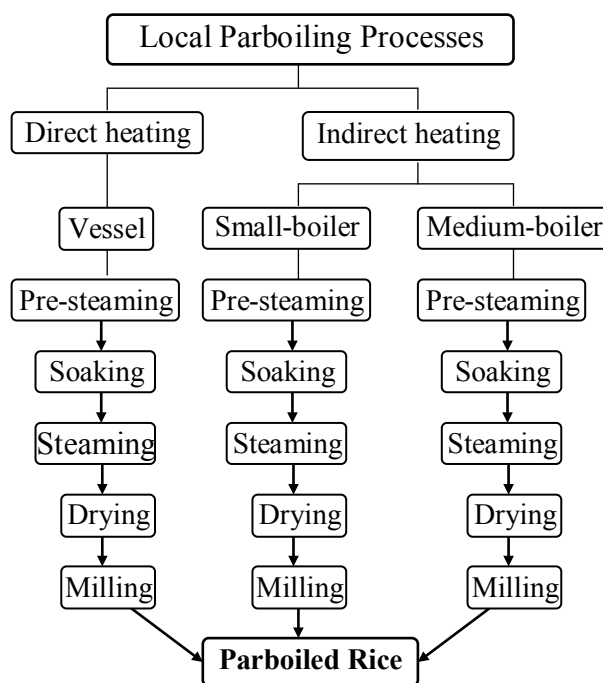 Local Parboiling Processes
Direct heating
Indirect heating
Vessel
Small-boiler
Medium-boiler
Pre-steaming
Pre-steaming
Pre-steaming
Soaking
Soaking
Soaking
Steaming
Steaming
Steaming
Drying
Drying
Drying
Milling
Milling
Milling
Parboiled Rice